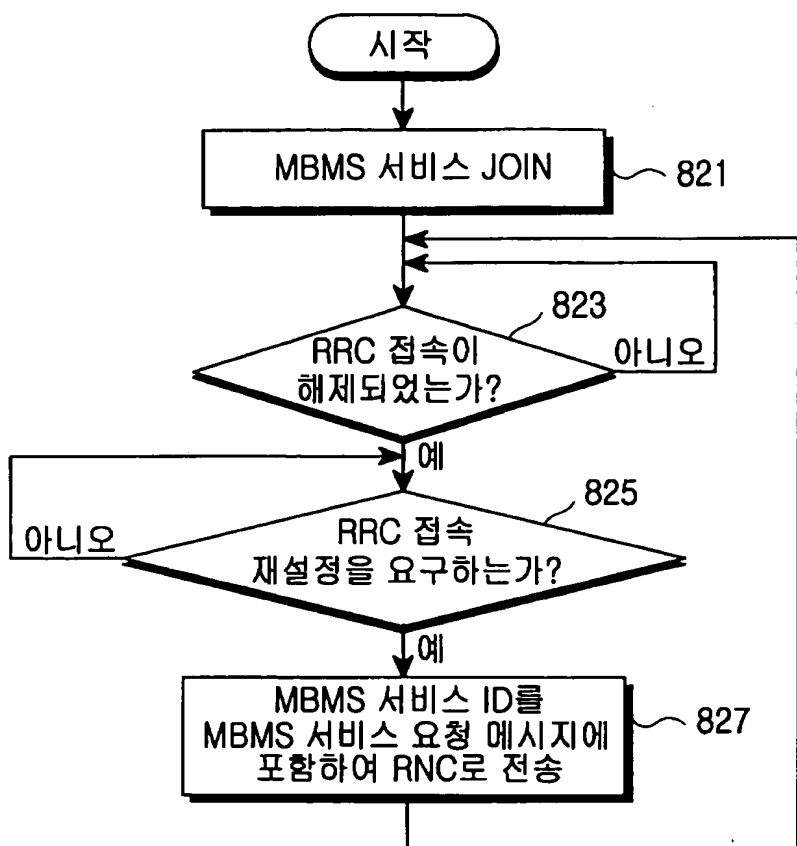 시작
MBMS 서비스 JOIN
821
823
RRC 접속이
해제되었는가?
아니오
예
825
RRC 접속
재설정을 요구하는가?
아니오
예
MBMS 서비스 ID를
MBMS 서비스 요청 메시지에
포함하여 RNC로 전송
827